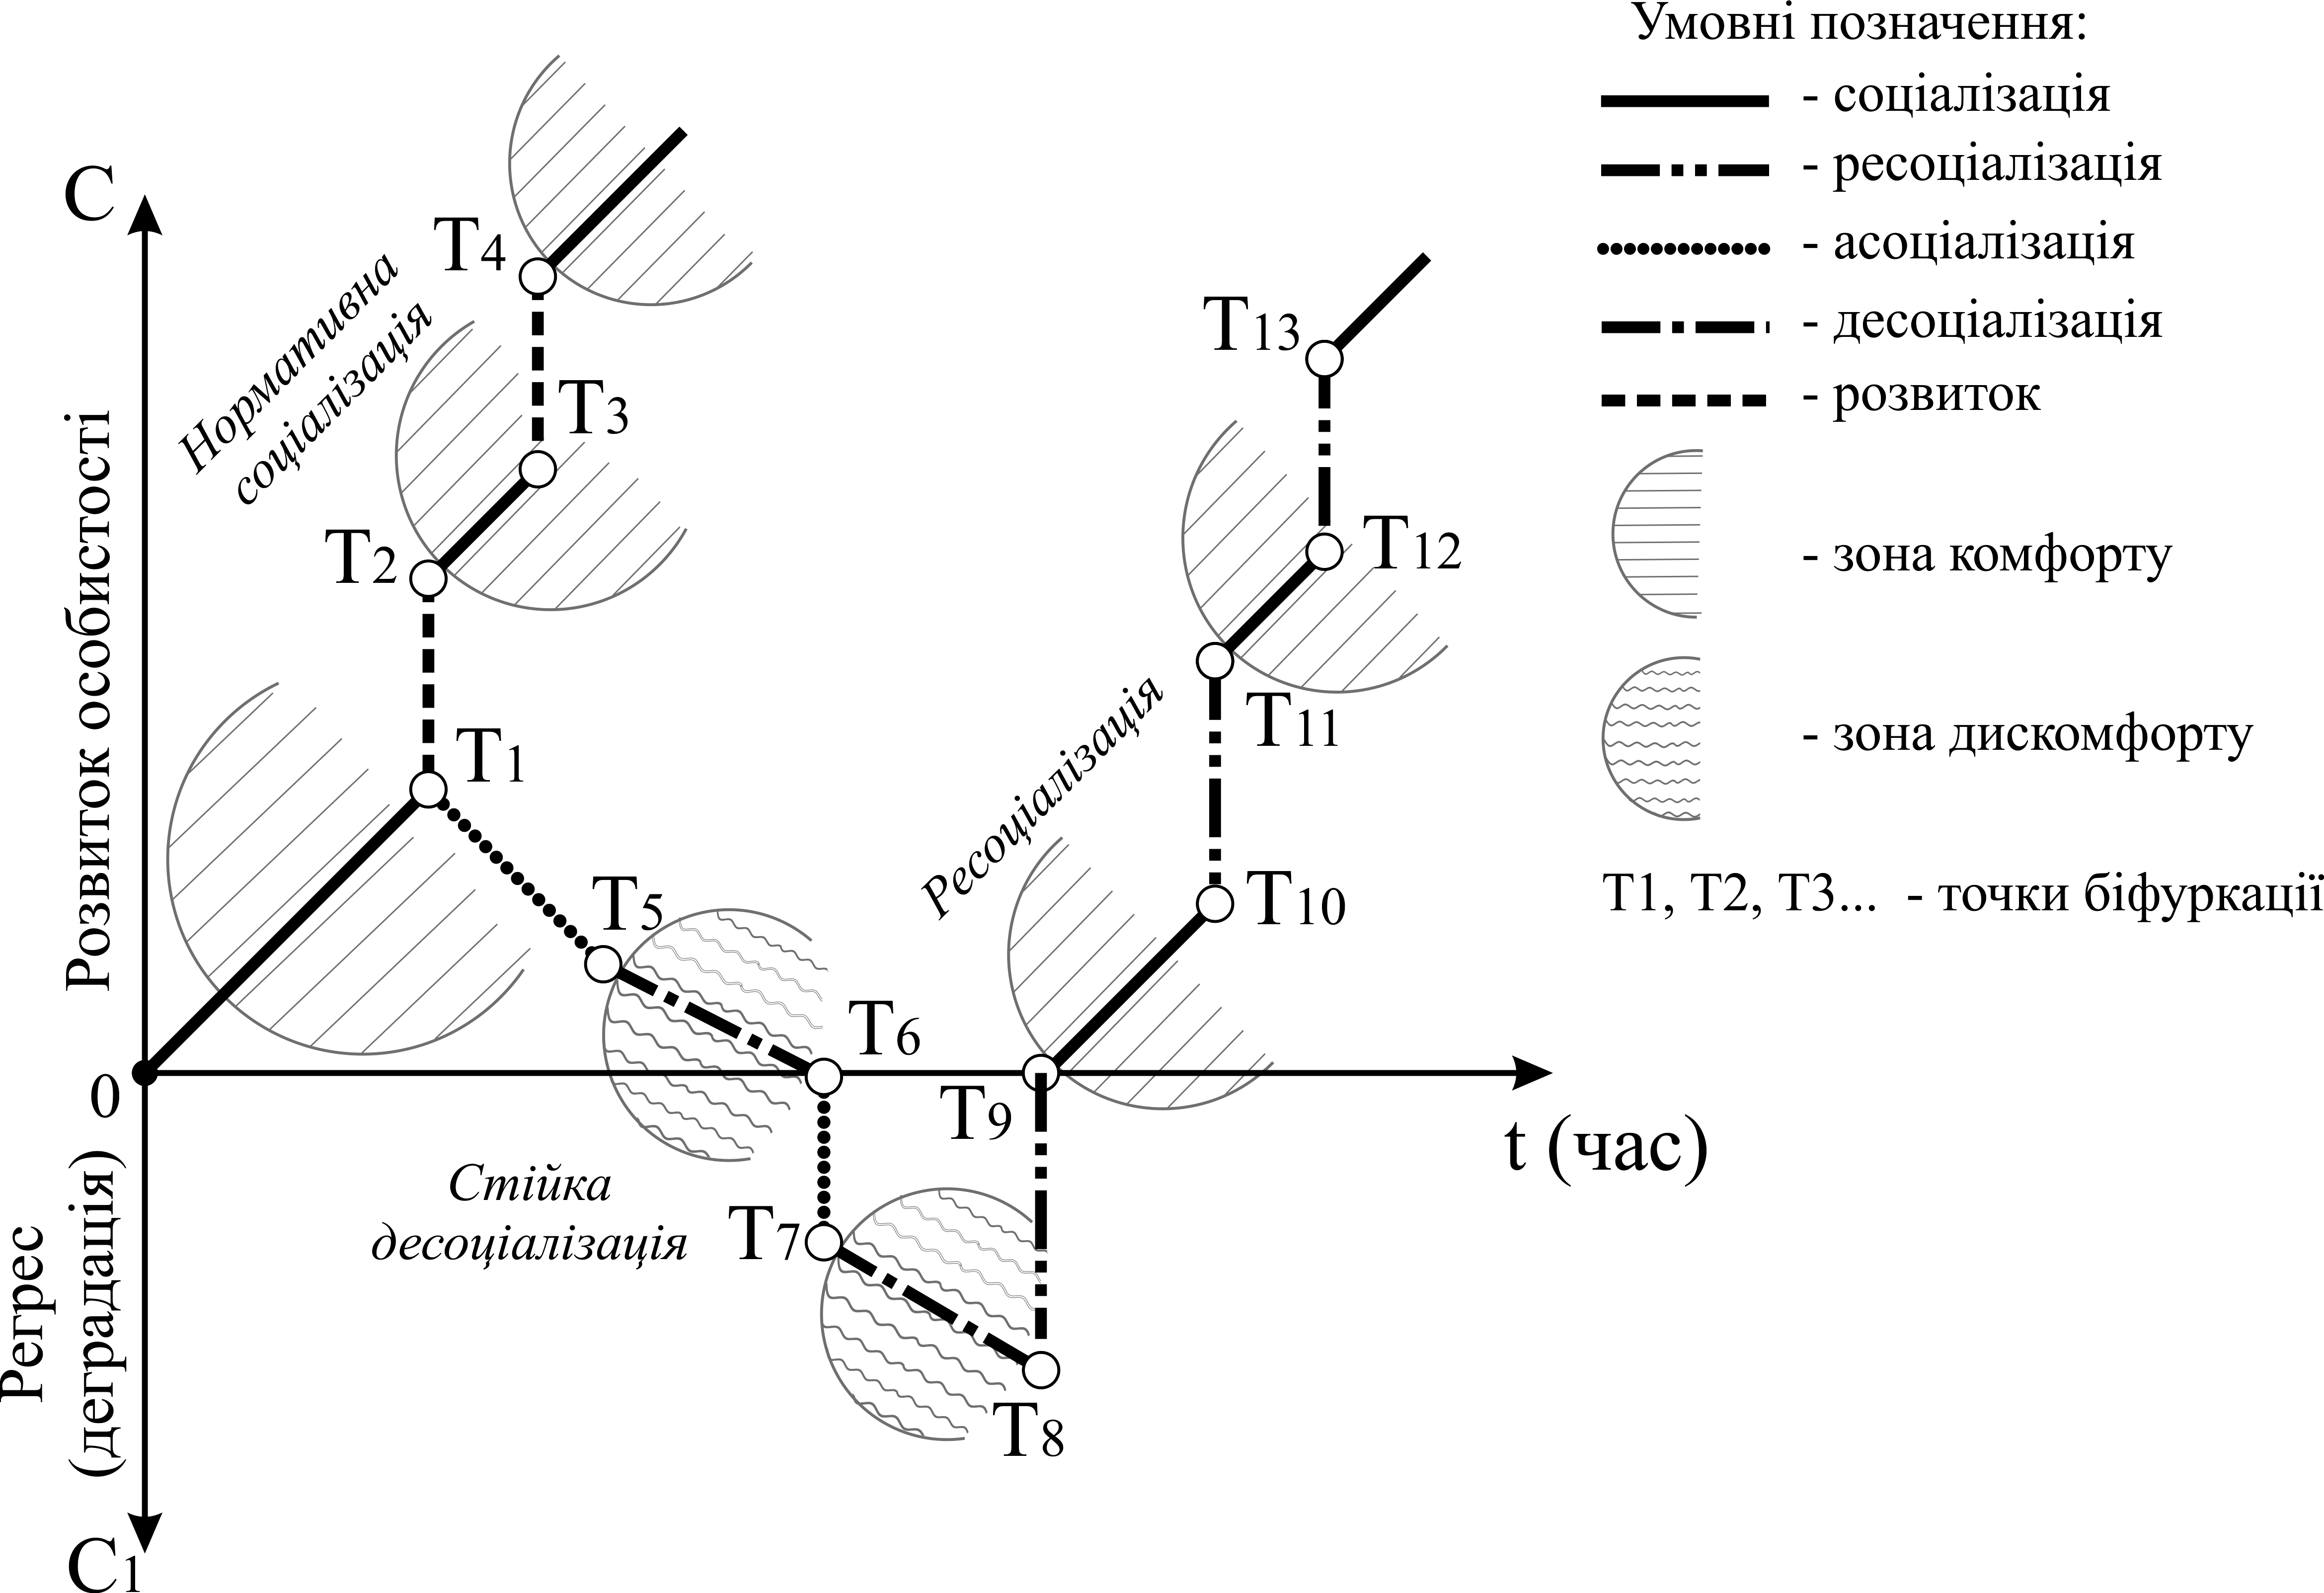 Умовні позначення:
- соціалізація
- ресоціалізація
- асоціалізація
- десоціалізація
- розвиток
- зона комфорту
- зона дискомфорту
T1, T2, T3... - точки біфуркації
C
Розвиток особистості
Нормативна
соціалізація
T4
T3
T2
T1
T5
T6
0
Стійка
десоціалізація
T7
T8
T9
Ресоціалізація
T10
T11
T12
T13
t (час)
Регрес
(деградація)
C1